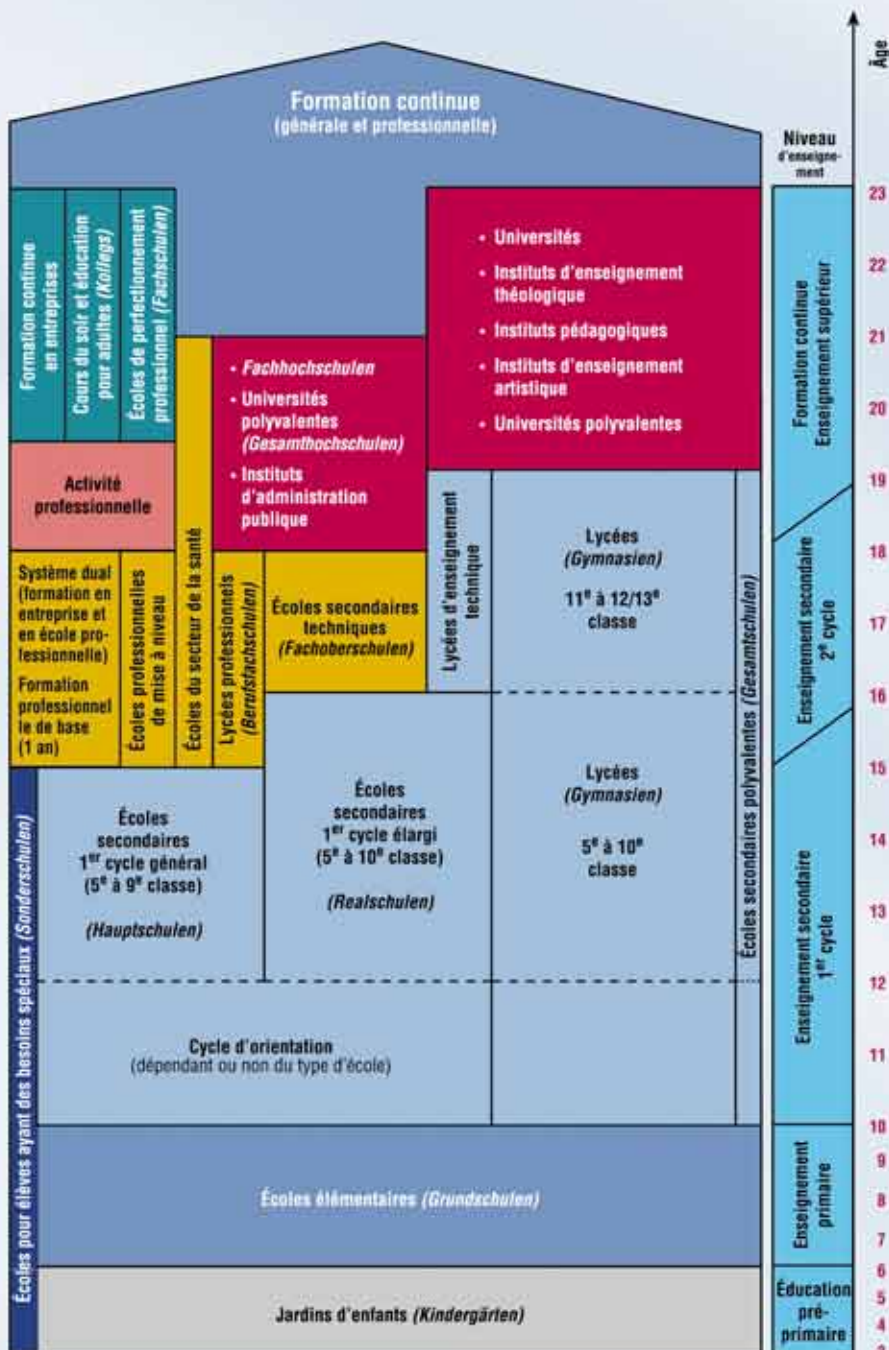 Formation continue
(générale et professionnelle)
Âge
Niveau
d'enseigne-
ment
Formation continue
en entreprises
Cours du soir et éducation
pour adultes (Kollegs)
Écoles de perfectionnement
professionnel (Fachschulen)
• Universités
• Instituts d'enseignement
théologique
• Instituts pédagogiques
• Instituts d'enseignement
artistique
• Universités polyvalentes
• Fachhochschulen
• Universités
polyvalentes
(Gesamthochschulen)
• Instituts
d'administration
publique
Activité
professionnelle
Système dual
(formation en
entreprise et
en école pro-
fessionnelle)
Formation
professionnel
le de base
(1 an)
Écoles professionnelles
de mise à niveau
Écoles du secteur de la santé
Lycées professionnels
(Berufsfachschulen)
Écoles secondaires
techniques
(Fachoberschulen)
Lycées d'enseignement
technique
Lycées
(Gymnasien)
11e à 12/13e
classe
Écoles secondaires polyvalentes (Gesamtschulen)
Écoles pour élèves ayant des besoins spéciaux (Sonderschulen)
Écoles
secondaires
1er cycle général
(5e à 9e classe)
(Hauptschulen)
Écoles
secondaires
1er cycle élargi
(5e à 10e classe)
(Realschulen)
Lycées
(Gymnasien)
5e à 10e
classe
Cycle d'orientation
(dépendant ou non du type d'école)
Écoles élémentaires (Grundschulen)
Jardins d'enfants (Kindergärten)
Formation continue
Enseignement supérieur
Enseignement secondaire
2e cycle
Enseignement secondaire
1er cycle
Enseignement
primaire
Éducation
pré-
primaire
23
22
21
20
19
18
17
16
15
14
13
12
11
10
9
8
7
6
5
4